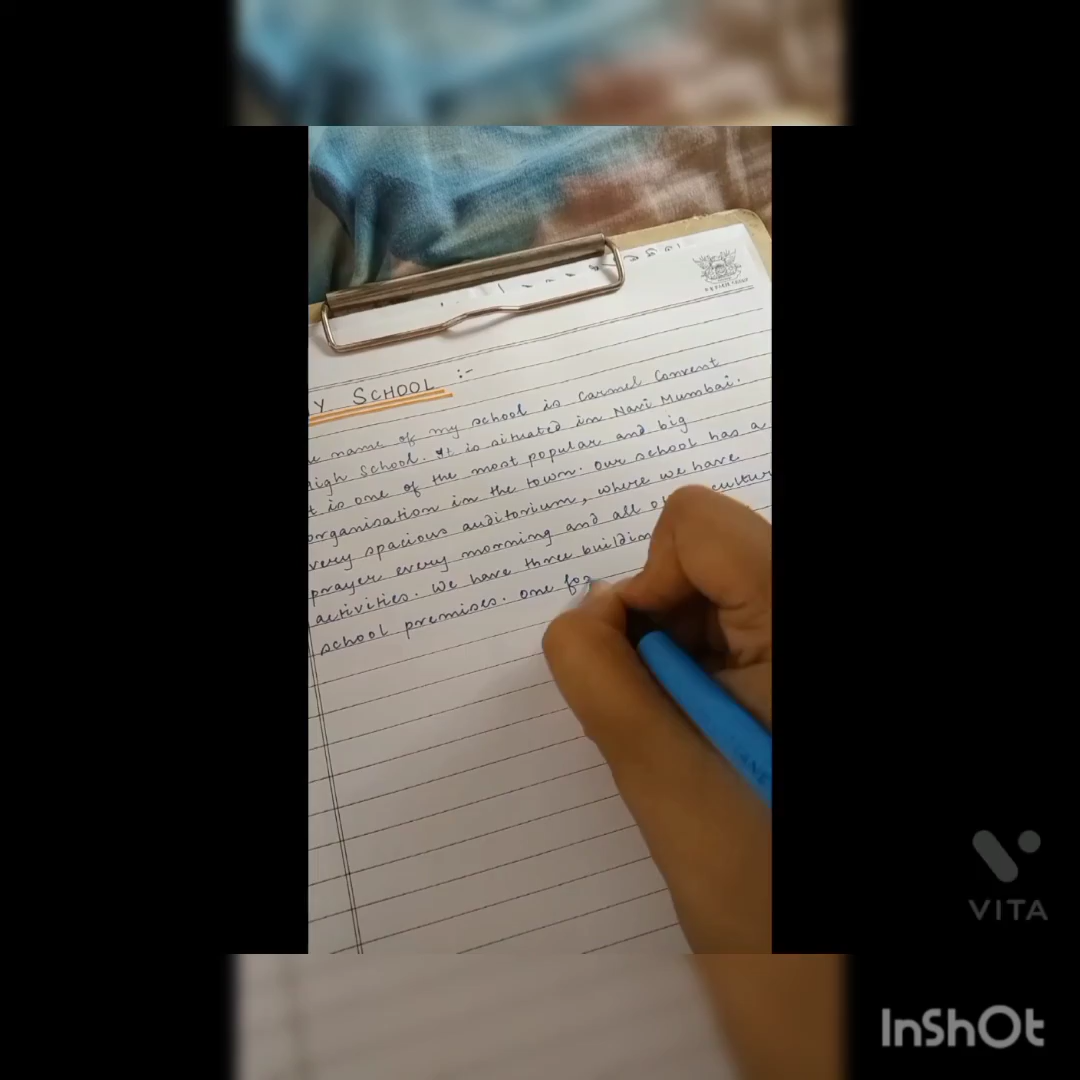 Y SCHOOL :-
e name of my school is Carmel Convent
High School. It is situated in Navi Mumbai.
t is one of the most popular and big
organisation in the town. Our school has a
very spacious auditorium, where we have
prayer every morning and all cultur
activities. We have three buildin
school premises. One for
VITA
InShOt